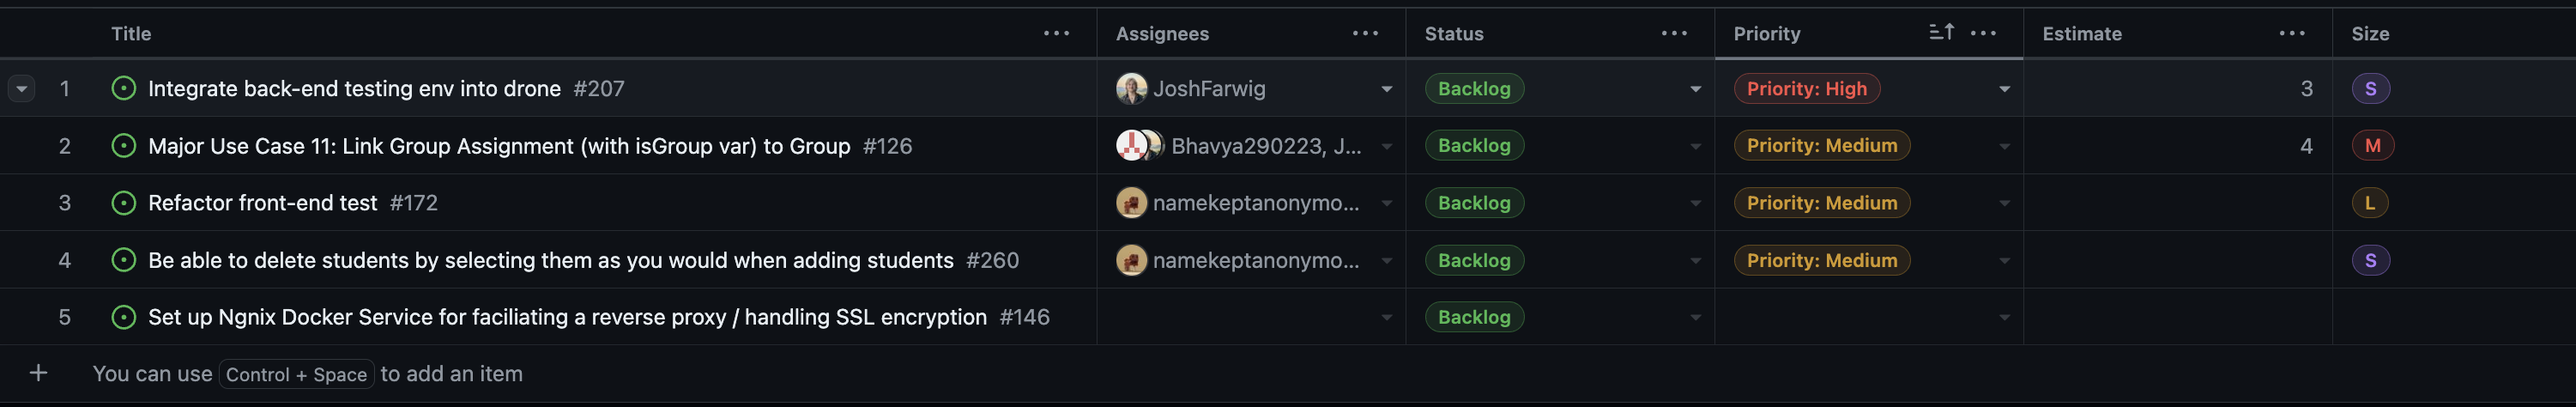 Title ... Assignees ... Status ... Priority ... Estimate ... Size
1 Integrate back-end testing env into drone #207 JoshFarwig Backlog Priority: High 3 S
2 Major Use Case 11: Link Group Assignment (with isGroup var) to Group #126 Bhavya290223, J... Backlog Priority: Medium 4 M
3 Refactor front-end test #172 namekeptanonymo... Backlog Priority: Medium L
4 Be able to delete students by selecting them as you would when adding students #260 namekeptanonymo... Backlog Priority: Medium S
5 Set up Ngnix Docker Service for faciliating a reverse proxy / handling SSL encryption #146 Backlog
+ You can use Control + Space to add an item